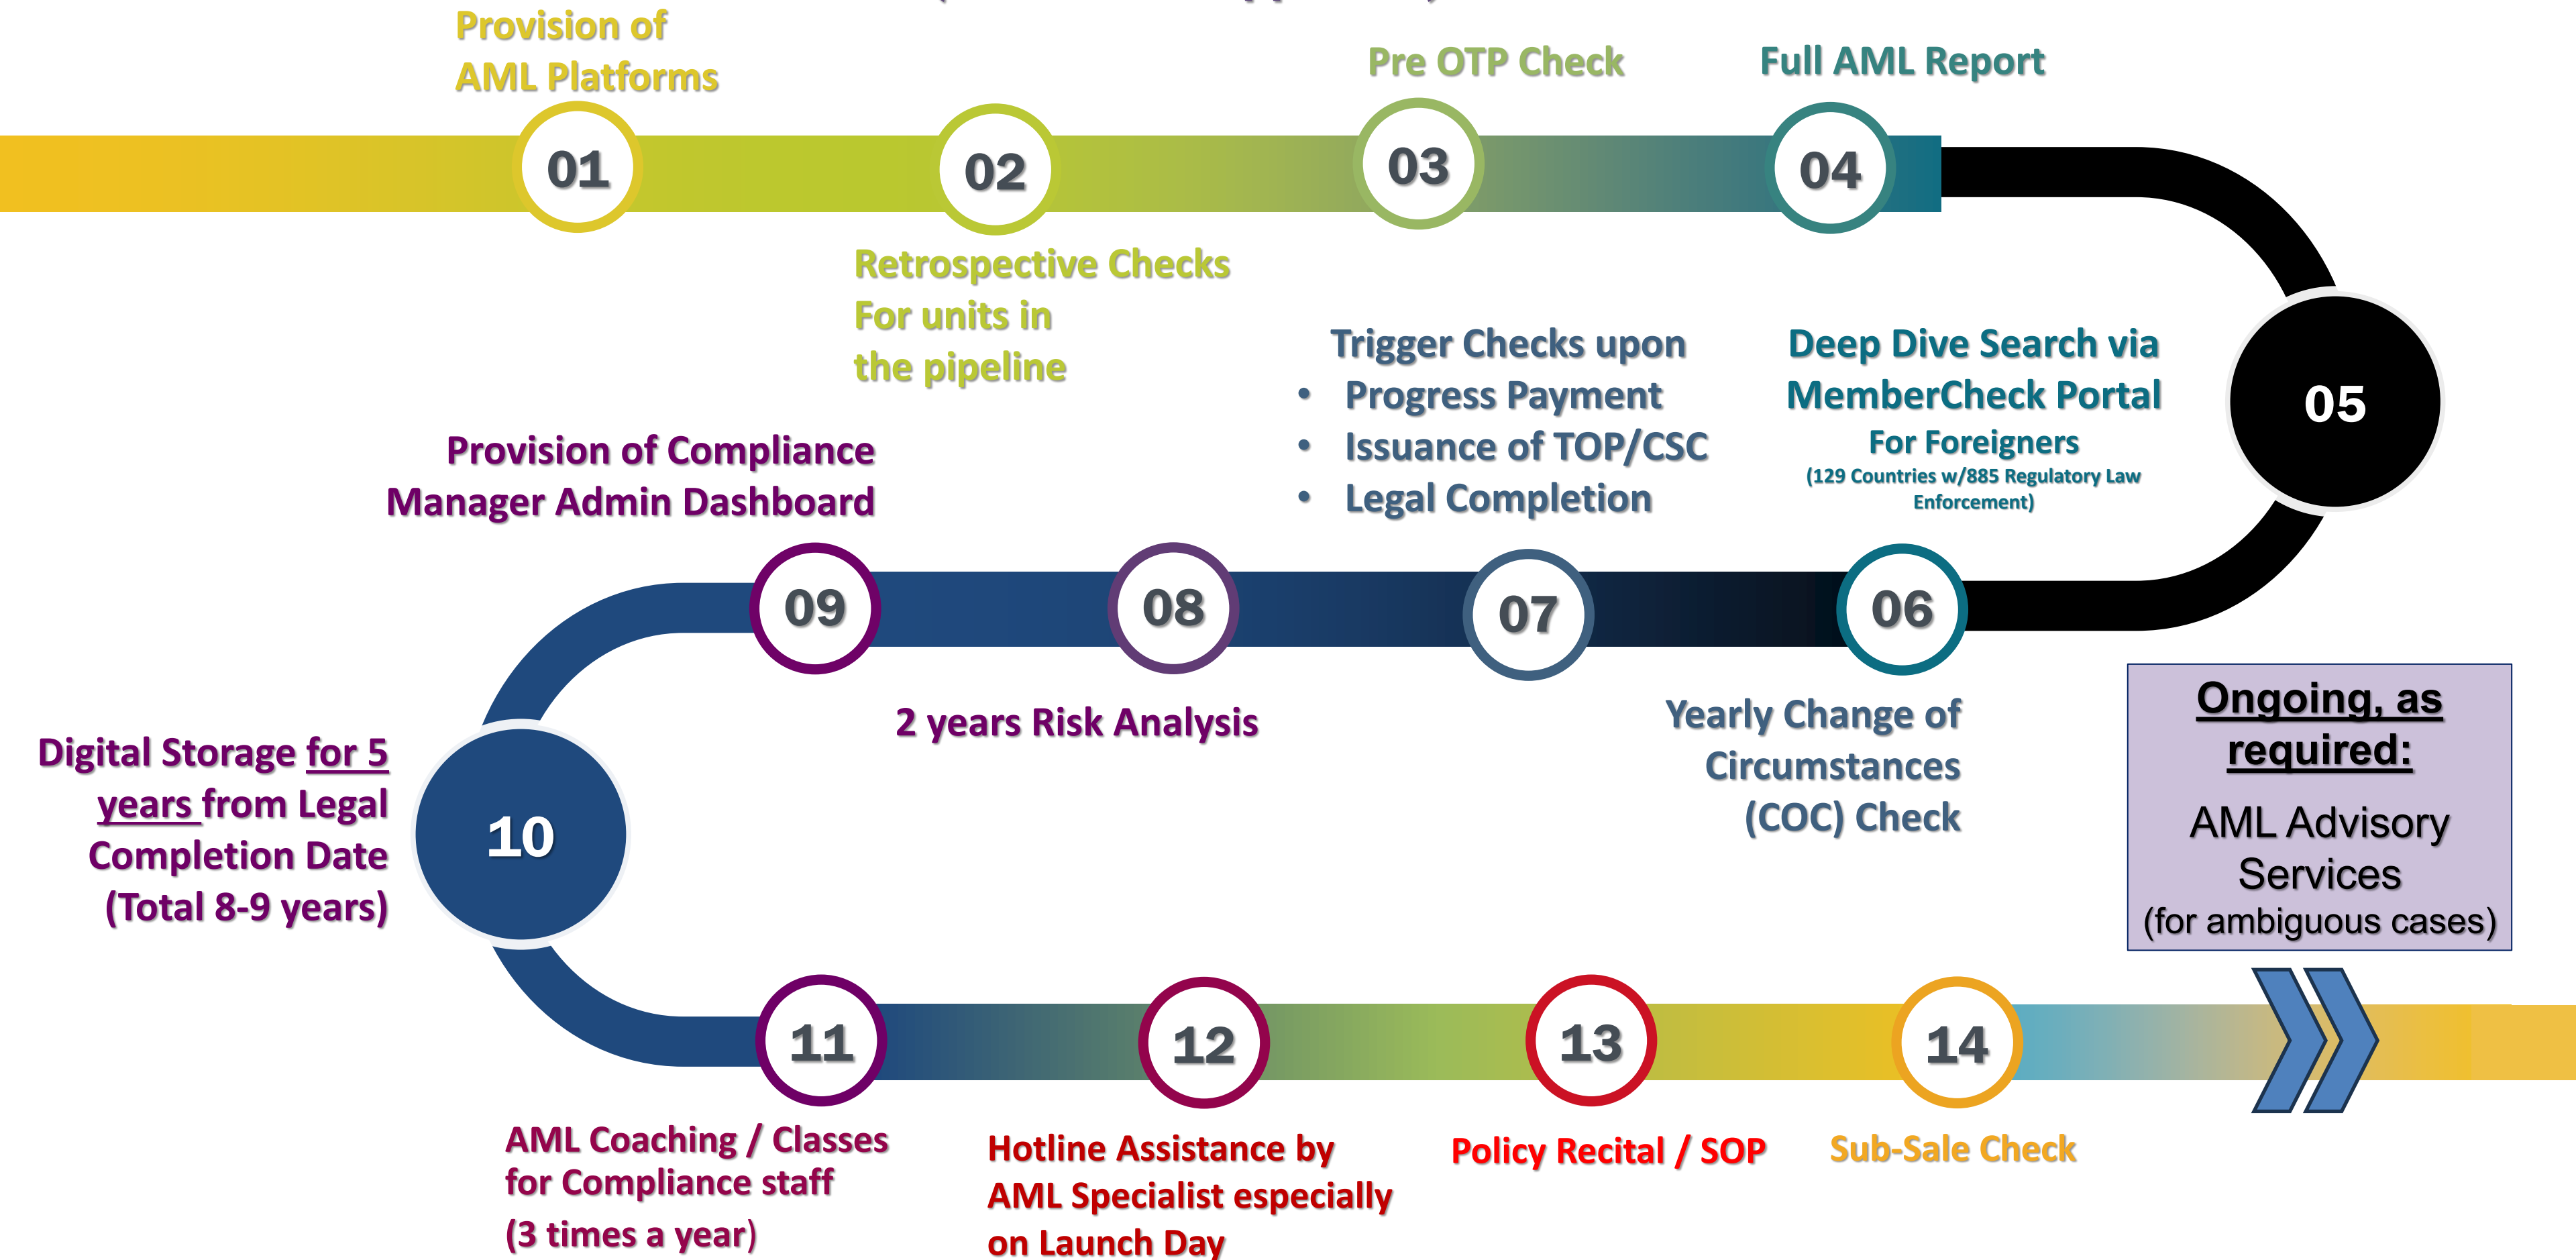 Provision of
AML Platforms
Pre OTP Check
Full AML Report
01
02
03
04
Retrospective Checks
For units in
the pipeline
Trigger Checks upon
• Progress Payment
• Issuance of TOP/CSC
• Legal Completion
Deep Dive Search via
MemberCheck Portal
For Foreigners
(129 Countries w/885 Regulatory Law
Enforcement)
05
Provision of Compliance
Manager Admin Dashboard
09
08
07
06
2 years Risk Analysis
Yearly Change of
Circumstances
(COC) Check
Ongoing, as
required:
AML Advisory
Services
(for ambiguous cases)
Digital Storage for 5
years from Legal
Completion Date
(Total 8-9 years)
10
11
12
13
14
AML Coaching / Classes
for Compliance staff
(3 times a year)
Hotline Assistance by
AML Specialist especially
on Launch Day
Policy Recital / SOP
Sub-Sale Check